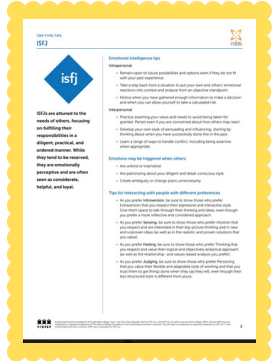 TOP TYPE TIPS
ISFJ
mbti
isfj
ISFJs are attuned to the
needs of others, focusing
on fulfilling their
responsibilities in a
diligent, practical, and
ordered manner. While
they tend to be reserved,
they are emotionally
perceptive and are often
seen as considerate,
helpful, and loyal.
Emotional intelligence tips
Intrapersonal
• Remain open to future possibilities and options even if they do not fit
with your past experience.
• Take a step back from a situation to put your own and others' emotional
reactions into context and analyze from an objective standpoint.
• Notice when you have gathered enough information to make a decision
and when you can allow yourself to take a calculated risk.
Interpersonal
• Practice asserting your views and needs to avoid being taken for
granted. Persist even if you are concerned about how others may react.
• Develop your own style of persuading and influencing, starting by
thinking about when you have successfully done this in the past.
• Learn a range of ways to handle conflict, including being assertive
when appropriate.
Emotions may be triggered when others:
• Are unkind or insensitive
• Are patronizing about your diligent and detail-conscious style
• Create ambiguity or change plans unnecessarily
Tips for interacting with people with different preferences
• As you prefer Introversion, be sure to show those who prefer
Extraversion that you respect their expressive and interactive style.
Give them space to talk through their thinking and ideas, even though
you prefer a more reflective and considered approach
• As you prefer Sensing, be sure to show those who prefer Intuition that
you respect and are interested in their big-picture thinking and in new
and unproven ideas (as well as in the realistic and proven solutions that
you value)
• As you prefer Feeling, be sure to show those who prefer Thinking that
you respect and value their logical and objectively analytical approach
(as well as the relationship- and values-based analysis you prefer)
• As you prefer Judging, be sure to show those who prefer Perceiving
that you value their flexible and adaptable style of working and that you
trust them to get things done when they say they will, even though their
less structured style is different from yours.